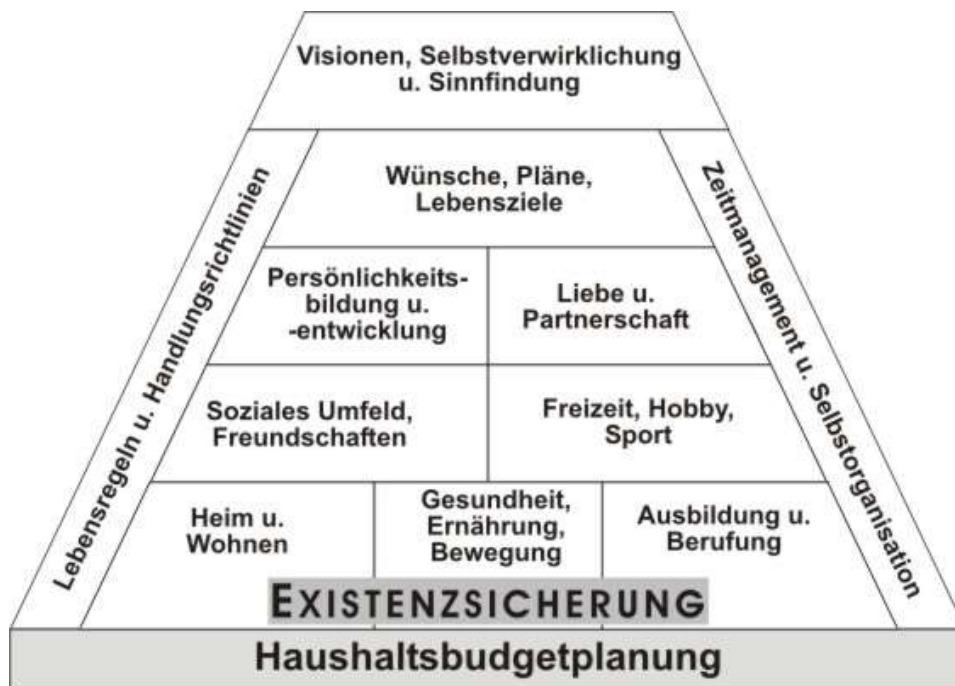 Visionen, Selbstverwirklichung
u. Sinnfindung
Lebensregeln u. Handlungsrichtlinien
Wünsche, Pläne,
Lebensziele
Zeitmanagement u. Selbstorganisation
Persönlichkeits-
bildung u.
-entwicklung
Liebe u.
Partnerschaft
Soziales Umfeld,
Freundschaften
Freizeit, Hobby,
Sport
Heim u.
Wohnen
Gesundheit,
Ernährung,
Bewegung
Ausbildung u.
Berufung
EXISTENZSICHERUNG
Haushaltsbudgetplanung